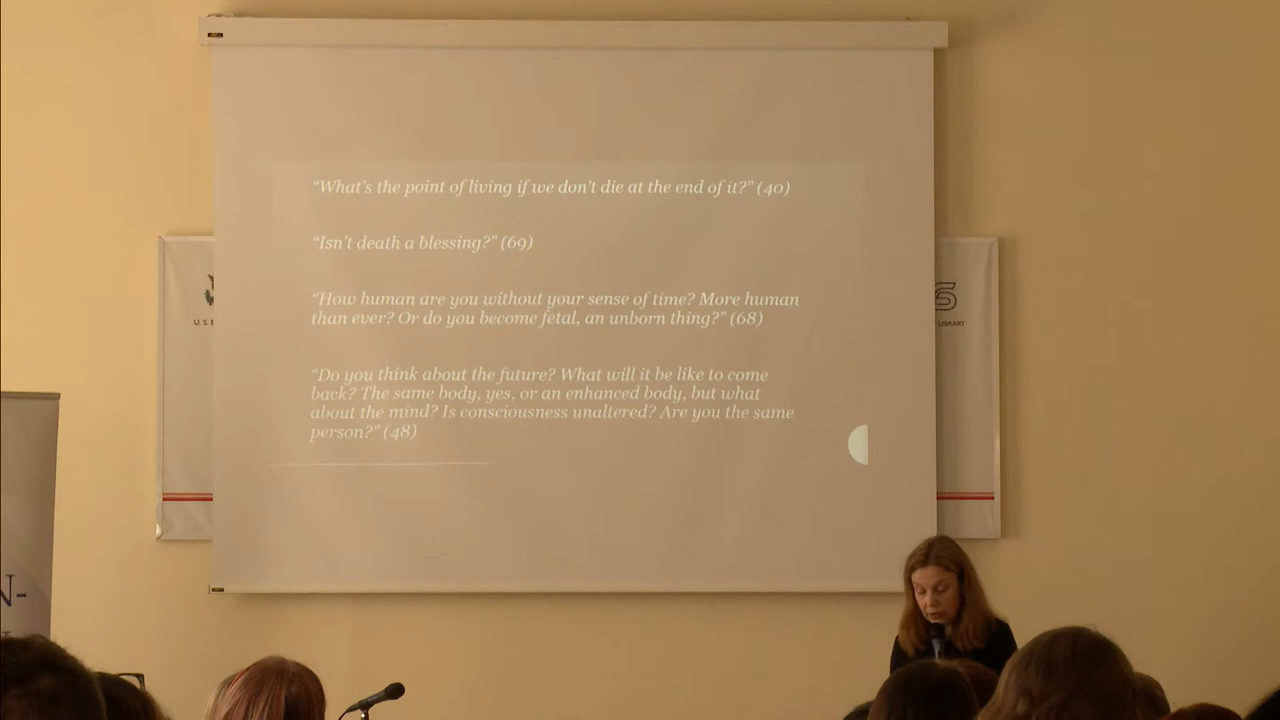 “What’s the point of living if we don’t die at the end of it?” (40)
“Isn’t death a blessing?” (69)
“How human are you without your sense of time? More human
than ever? Or do you become fetal, an unborn thing?” (68)
“Do you think about the future? What will it be like to come
back? The same body, yes, or an enhanced body, but what
about the mind? Is consciousness unaltered? Are you the same
person?” (48)
U.S.
LIBRARY
N-